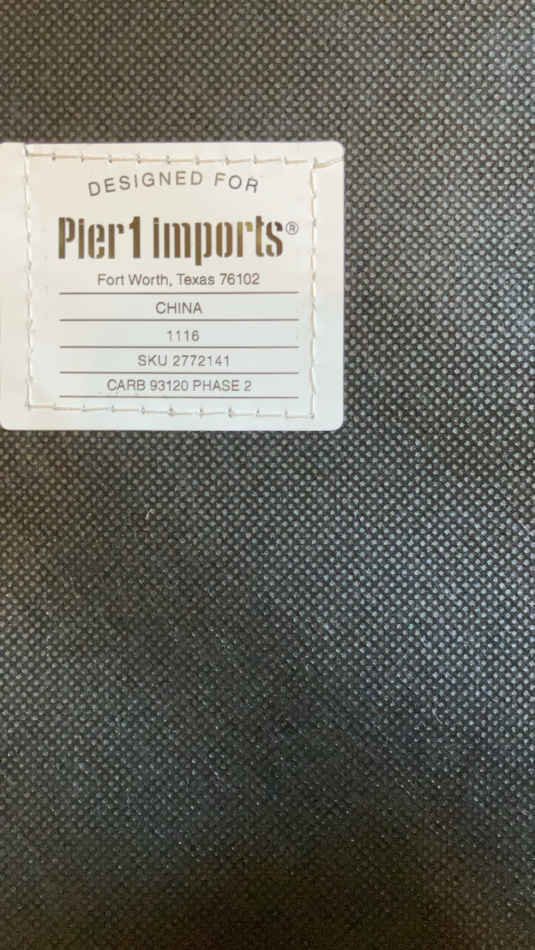 DESIGNED FOR
Pier1 imports®
Fort Worth, Texas 76102
CHINA
1116
SKU 2772141
CARB 93120 PHASE 2